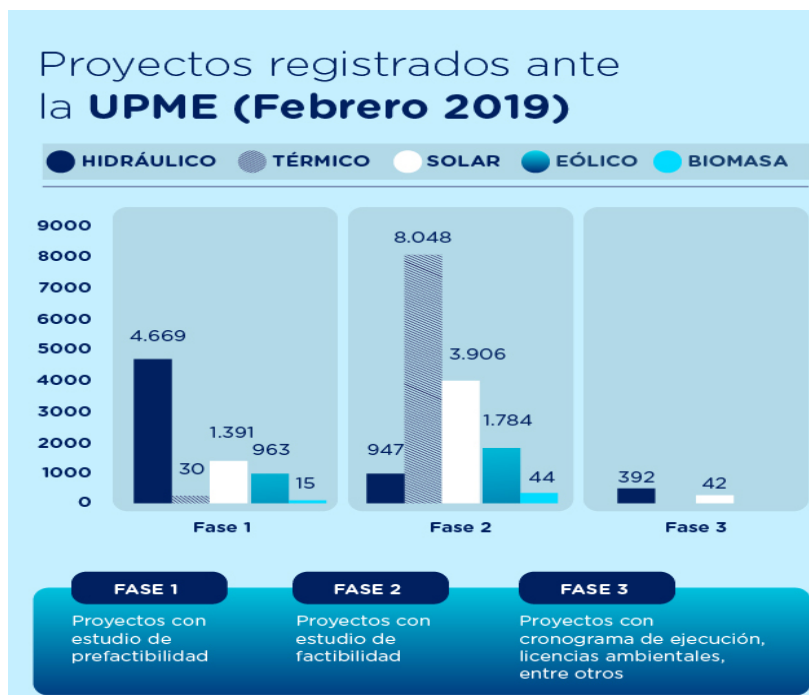 Proyectos registrados ante
la UPME (Febrero 2019)
HIDRÁULICO TÉRMICO SOLAR EÓLICO BIOMASA
9000
8000
7000
6000
5000
4000
3000
2000
1000
0
4.669
30
1.391
963
15
Fase 1
947
8.048
3.906
1.784
44
Fase 2
392
42
Fase 3
FASE 1
Proyectos con
estudio de
prefactibilidad
FASE 2
Proyectos con
estudio de
factibilidad
FASE 3
Proyectos con
cronograma de ejecución,
licencias ambientales,
entre otros